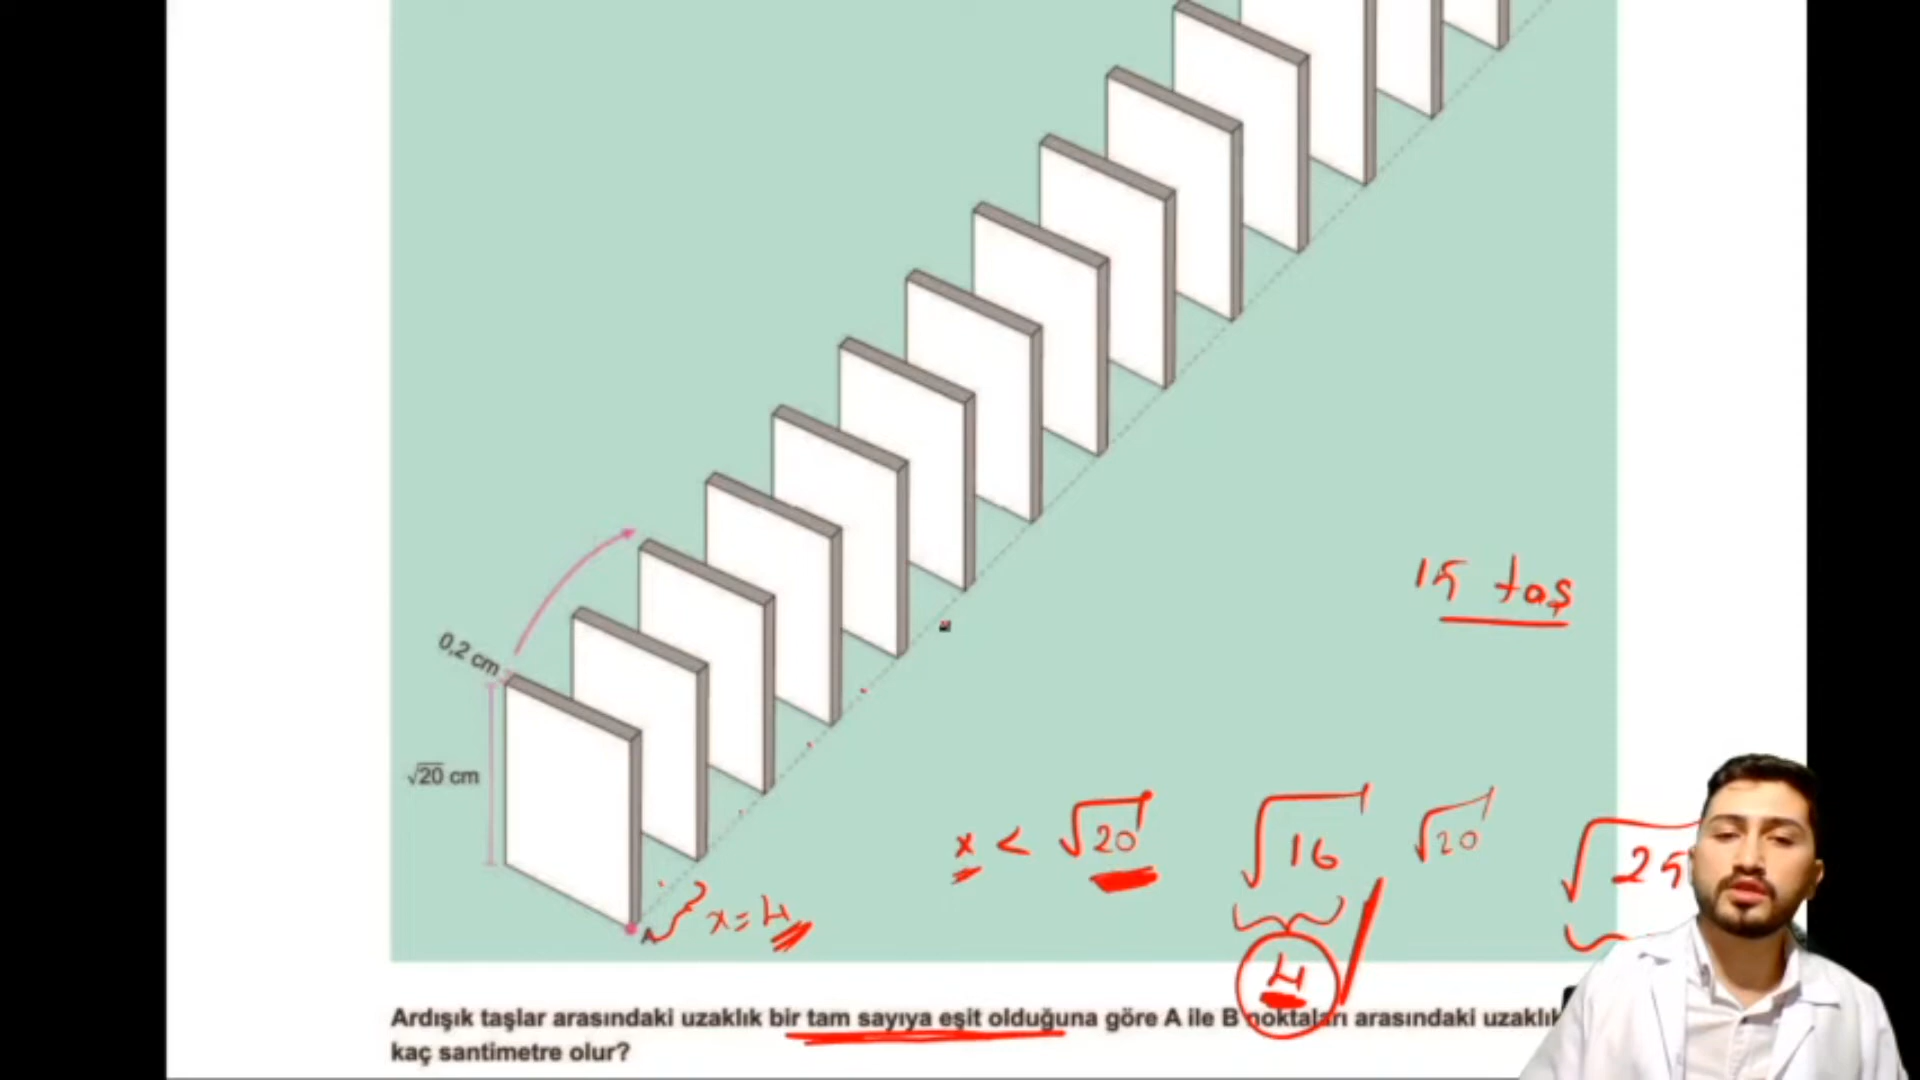 15 taş
0,2 cm
√20 cm
x < √20 √16 √20 √25
A x=4
4
Ardışık taşlar arasındaki uzaklık bir tam sayıya eşit olduğuna göre A ile B noktaları arasındaki uzaklık
kaç santimetre olur?